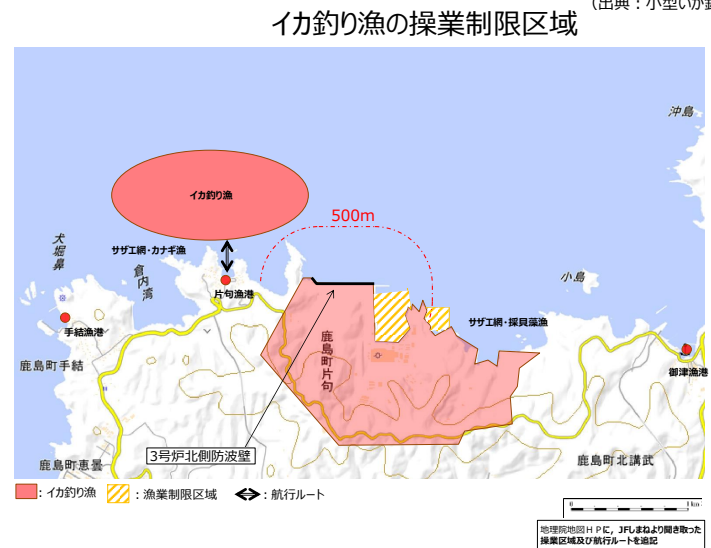 （出典：小型いか釣
イカ釣り漁の操業制限区域
沖島
イカ釣り漁
500m
犬堀鼻
サザエ網・カナギ漁
倉内湾
小島
片句漁港
手結漁港
サザエ網・採貝藻漁
鹿島町片句
鹿島町手結
御津漁港
3号炉北側防波壁
鹿島町恵曇
鹿島町北講武
：イカ釣り漁 ：漁業制限区域 ：航行ルート
1km
地理院地図ＨＰに，JFしまねより聞き取った
操業区域及び航行ルートを追記